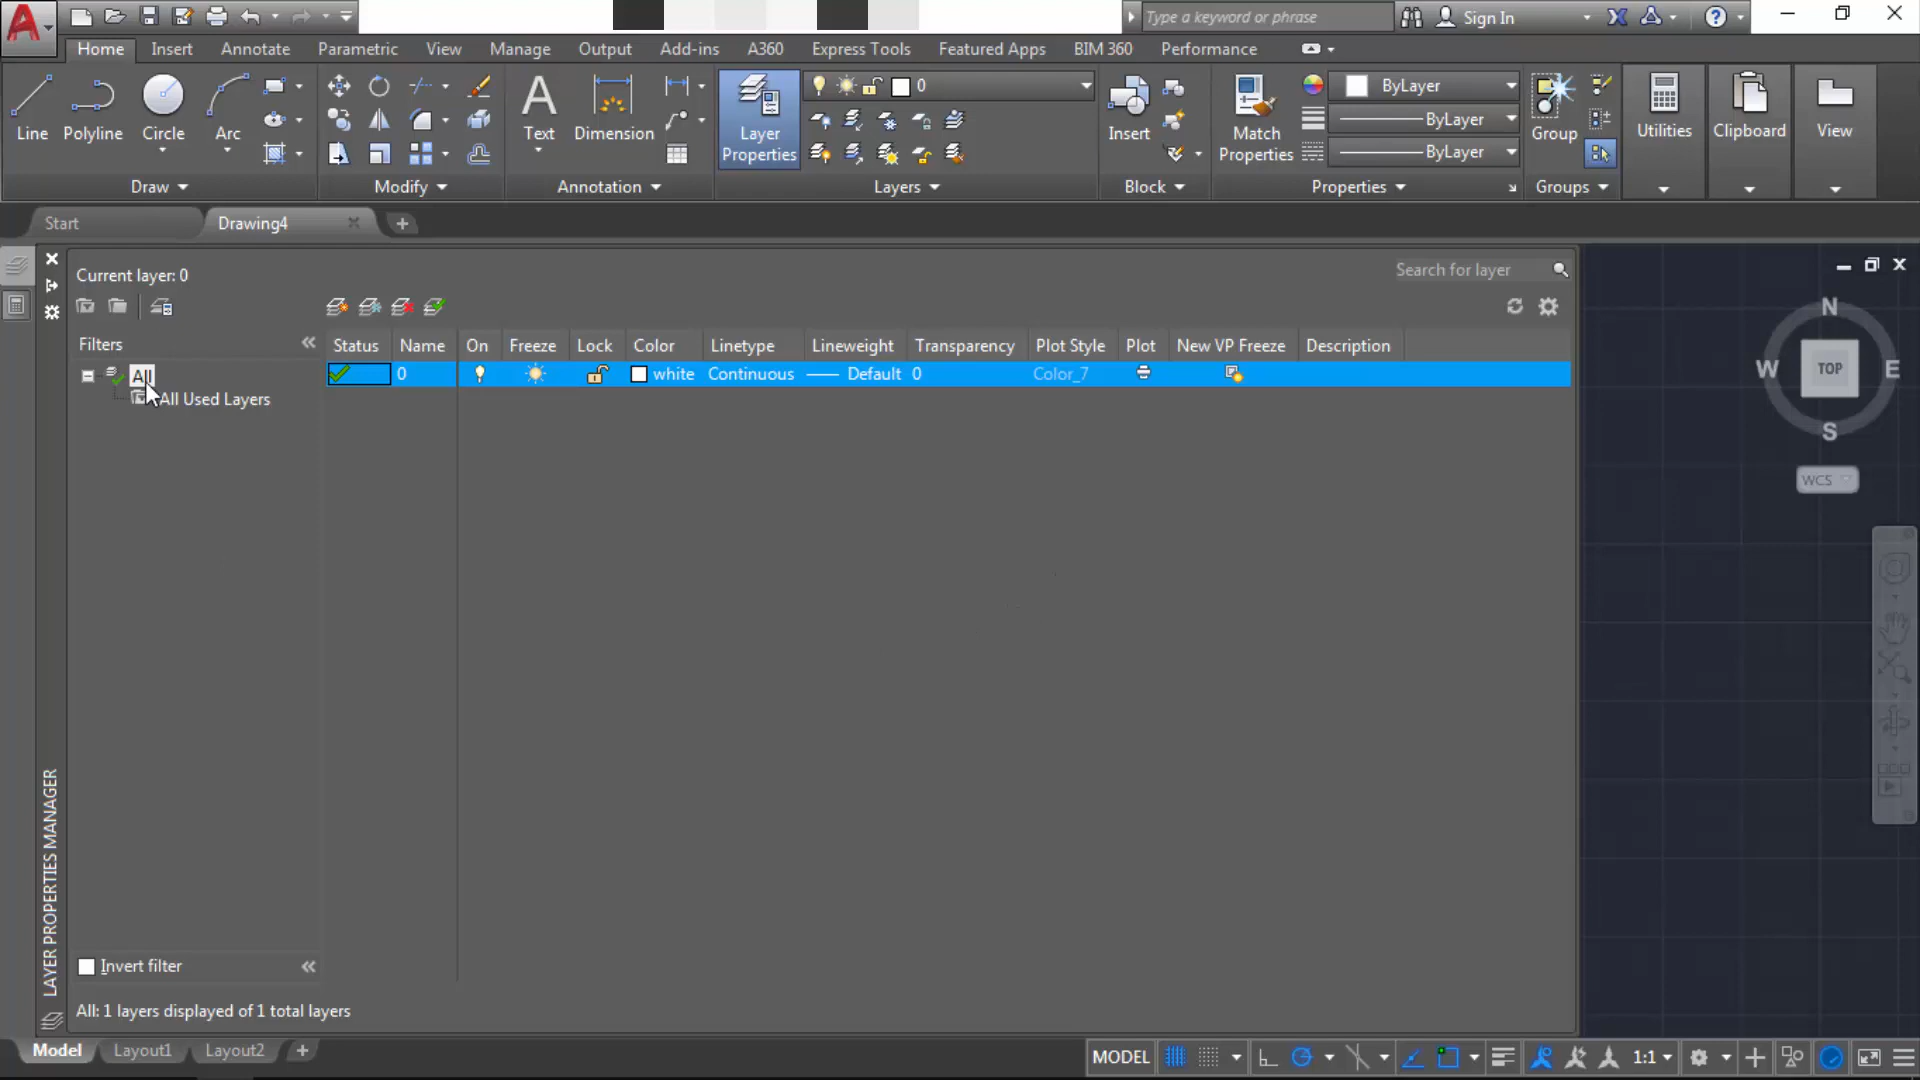 Type a keyword or phrase
Sign In
Home Insert Annotate Parametric View Manage Output Add-ins A360 Express Tools Featured Apps BIM 360 Performance
Line Polyline Circle Arc
Draw
Modify
Text Dimension
Annotation
Layer Properties
0
Layers
Insert
Block
Match Properties
ByLayer
ByLayer
ByLayer
Properties
Group
Groups
Utilities
Clipboard
View
Start Drawing4
Current layer: 0
Search for layer
Filters
All
All Used Layers
Status Name On Freeze Lock Color Linetype Lineweight Transparency Plot Style Plot New VP Freeze Description
0 white Continuous Default 0 Color_7
N
W TOP E
S
WCS
LAYER PROPERTIES MANAGER
Invert filter
All: 1 layers displayed of 1 total layers
Model Layout1 Layout2
MODEL 1:1